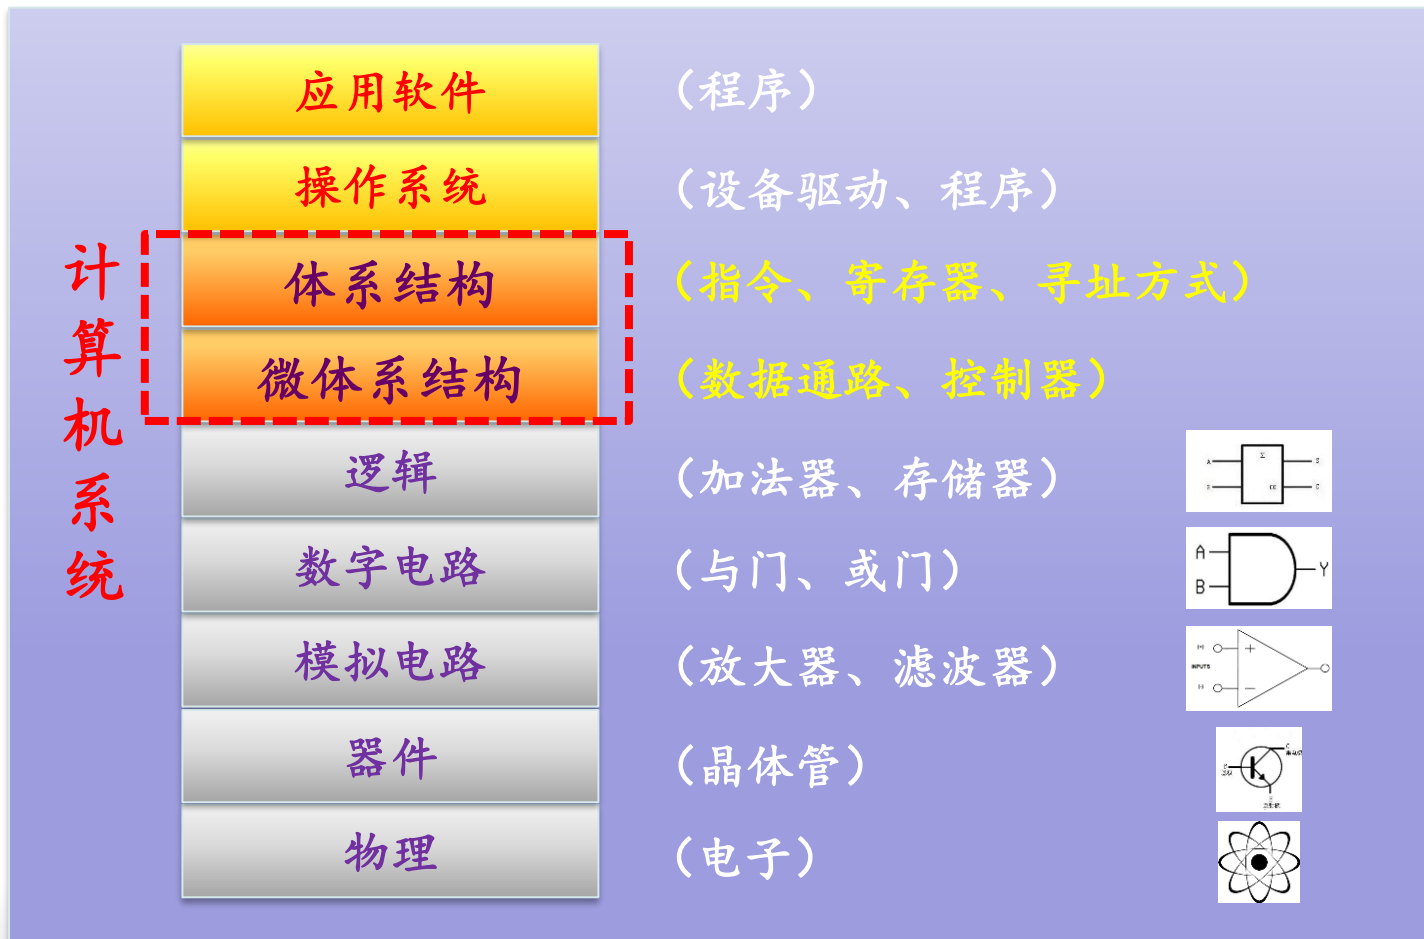 计算机系统
应用软件 （程序）
操作系统 （设备驱动、程序）
体系结构 （指令、寄存器、寻址方式）
微体系结构 （数据通路、控制器）
逻辑 （加法器、存储器）
A Σ S
B CO C
数字电路 （与门、或门）
A
B
Y
模拟电路 （放大器、滤波器）
(+) +
INPUTS
(-) −
器件 （晶体管）
物理 （电子）